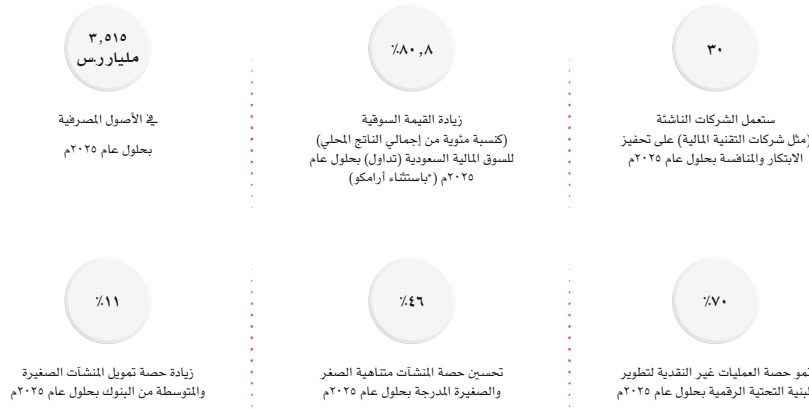 ٣٠
ستعمل الشركات الناشئة
(مثل شركات التقنية المالية) على تحفيز
الابتكار والمنافسة بحلول عام ٢٠٢٥م
٨٠,٨٪
زيادة القيمة السوقية
(كنسبة مئوية من إجمالي الناتج المحلي)
للسوق المالية السعودية (تداول) بحلول عام
٢٠٢٥م (*باستثناء أرامكو)
٣,٥١٥
مليار ر.س
في الأصول المصرفية
بحلول عام ٢٠٢٥م
٧٠٪
نمو حصة العمليات غير النقدية لتطوير
البنية التحتية الرقمية بحلول عام ٢٠٢٥م
٤٦٪
تحسين حصة المنشآت متناهية الصغر
والصغيرة المدرجة بحلول عام ٢٠٢٥م
١١٪
زيادة حصة تمويل المنشآت الصغيرة
والمتوسطة من البنوك بحلول عام ٢٠٢٥م